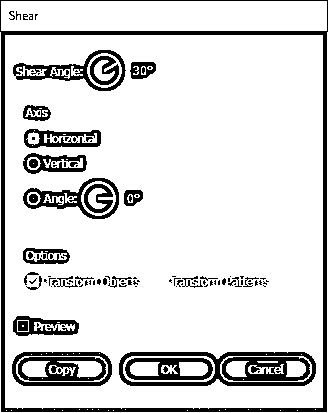 Shear
Shear Angle: 30°
Axis
Horizontal
Vertical
Angle: 0°
Options
Transform Objects Transform Patterns
Preview
Copy OK Cancel